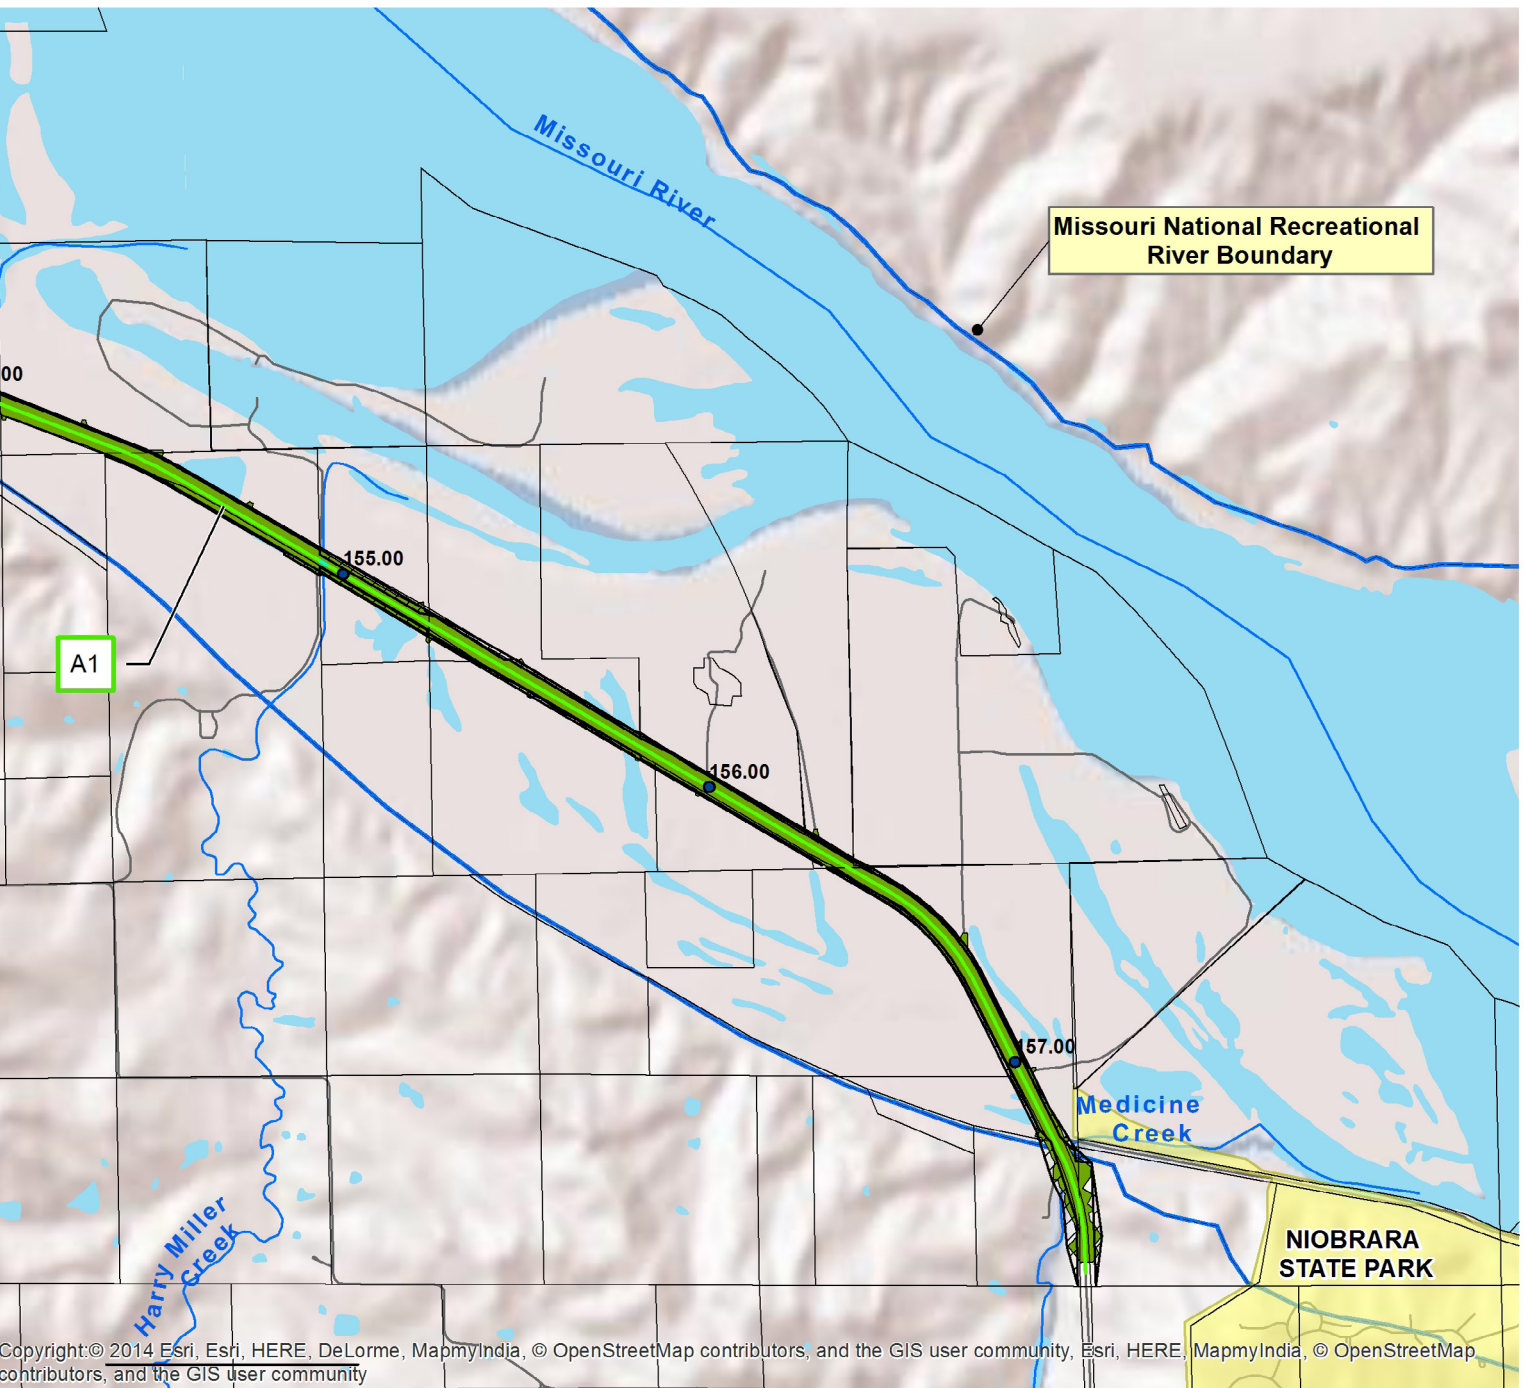 Missouri River
Missouri National Recreational
River Boundary
00
155.00
A1
156.00
157.00
Medicine
Creek
Harry Miller
Creek
NIOBRARA
STATE PARK
Copyright:© 2014 Esri, Esri, HERE, DeLorme, MapmyIndia, © OpenStreetMap contributors, and the GIS user community, Esri, HERE, MapmyIndia, © OpenStreetMap
contributors, and the GIS user community